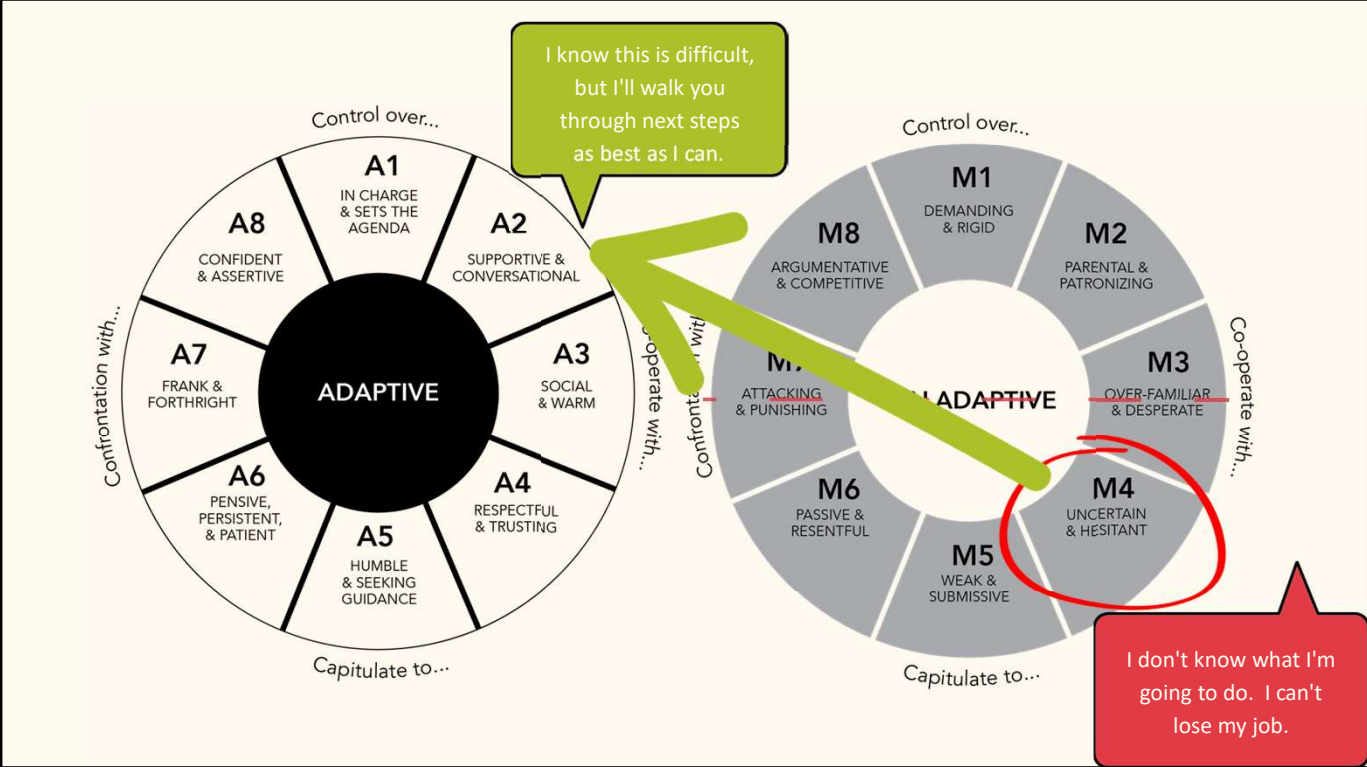 I know this is difficult,
but I'll walk you
through next steps
as best as I can.
Control over...
A1
IN CHARGE
& SETS THE
AGENDA
A2
SUPPORTIVE &
CONVERSATIONAL
A3
SOCIAL
& WARM
A4
RESPECTFUL
& TRUSTING
A5
HUMBLE
& SEEKING
GUIDANCE
A6
PENSIVE,
PERSISTENT,
& PATIENT
A7
FRANK &
FORTHRIGHT
A8
CONFIDENT
& ASSERTIVE
ADAPTIVE
Confrontation with...
with...
Capitulate to...
Control over...
M1
DEMANDING
& RIGID
M2
PARENTAL &
PATRONIZING
M3
OVER-FAMILIAR
& DESPERATE
M4
UNCERTAIN
& HESITANT
M5
WEAK &
SUBMISSIVE
M6
PASSIVE &
RESENTFUL
ATTACKING
& PUNISHING
M8
ARGUMENTATIVE
& COMPETITIVE
ADAPTIVE
Co-operate with...
Capitulate to...
I don't know what I'm
going to do. I can't
lose my job.